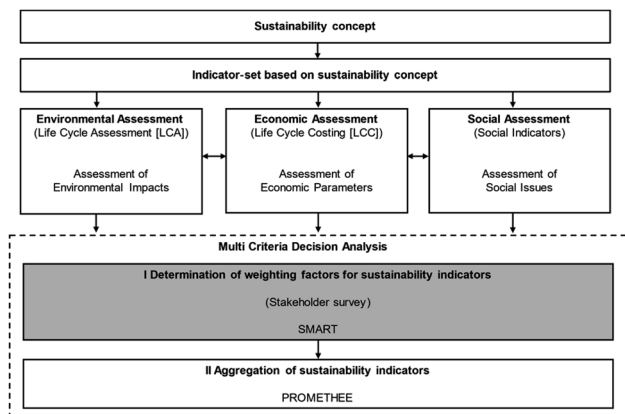 Sustainability concept
Indicator-set based on sustainability concept
Environmental Assessment
(Life Cycle Assessment [LCA])
Assessment of
Environmental Impacts
Economic Assessment
(Life Cycle Costing [LCC])
Assessment of
Economic Parameters
Social Assessment
(Social Indicators)
Assessment of
Social Issues
Multi Criteria Decision Analysis
I Determination of weighting factors for sustainability indicators
(Stakeholder survey)
SMART
II Aggregation of sustainability indicators
PROMETHEE